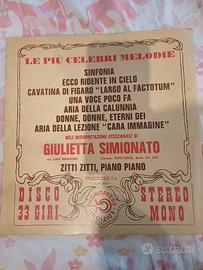 LE PIÙ CELEBRI MELODIE
SINFONIA
ECCO RIDENTE IN CIELO
CAVATINA DI FIGARO "LARGO AL FACTOTUM"
UNA VOCE POCO FA
ARIA DELLA CALUNNIA
DONNE, DONNE, ETERNI DEI
ARIA DELLA LEZIONE "CARA IMMAGINE"
NELL'INTERPRETAZIONE ECCEZIONALE DI
GIULIETTA SIMIONATO
ZITTI ZITTI, PIANO PIANO
DISCO
33 GIRI
FASCICOLO
STEREO
MONO
subito